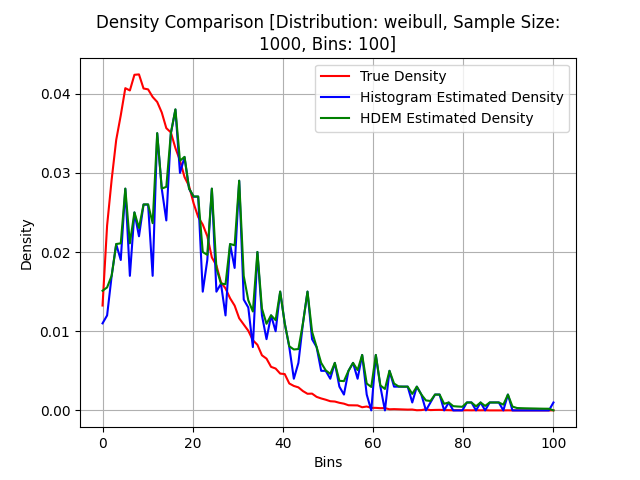 Density Comparison [Distribution: weibull, Sample Size:
1000, Bins: 100]
True Density
Histogram Estimated Density
HDEM Estimated Density
Density
0.04
0.03
0.02
0.01
0.00
0 20 40 60 80 100
Bins